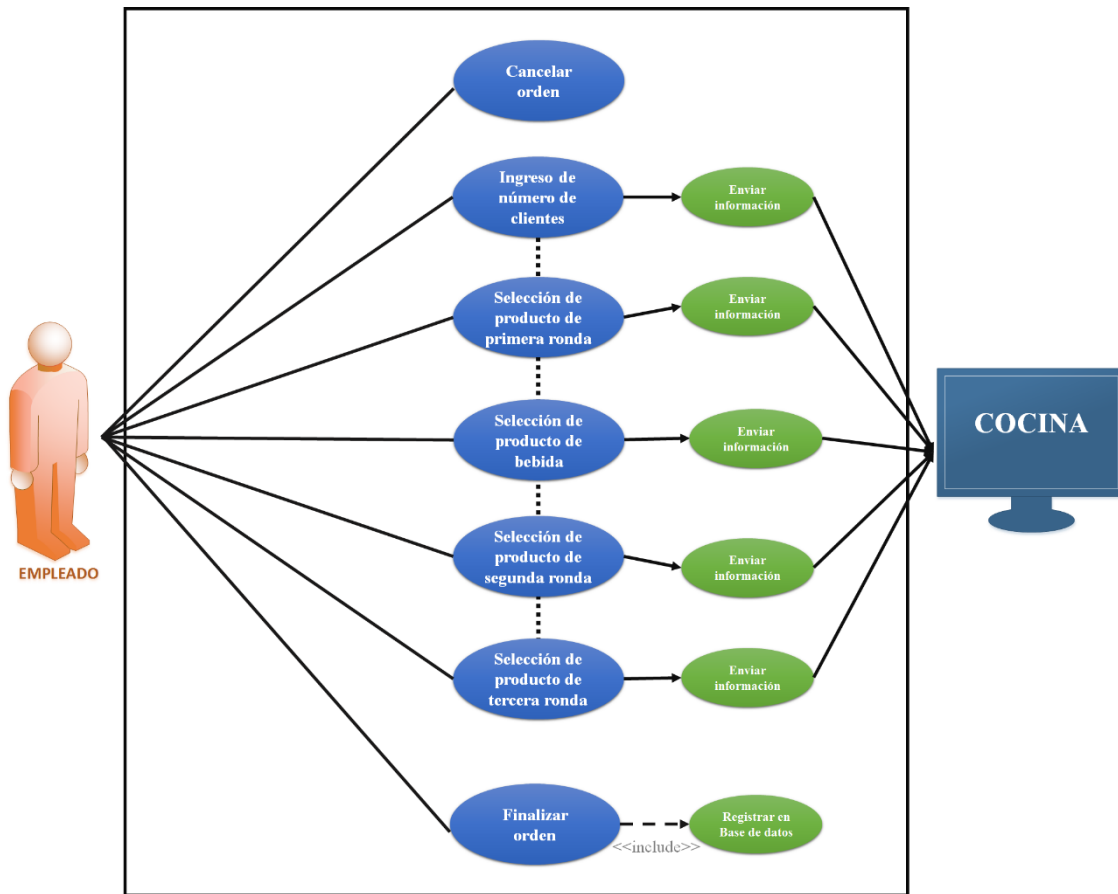 Cancelar
orden
Ingreso de
número de
clientes
Enviar
información
Selección de
producto de
primera ronda
Enviar
información
EMPLEADO
Selección de
producto de
bebida
Enviar
información
COCINA
Selección de
producto de
segunda ronda
Enviar
información
Selección de
producto de
tercera ronda
Enviar
información
Finalizar
orden
<<include>>
Registrar en
Base de datos